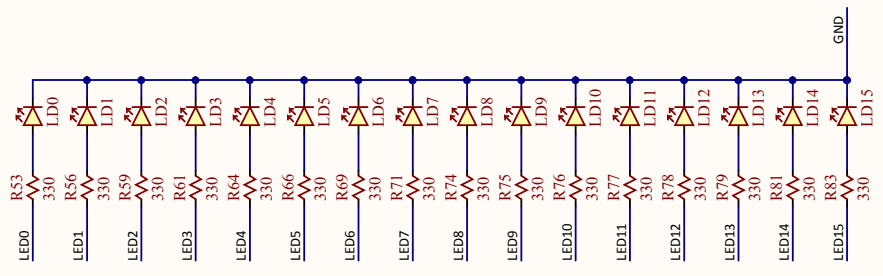 GND
LD0 LD1 LD2 LD3 LD4 LD5 LD6 LD7 LD8 LD9 LD10 LD11 LD12 LD13 LD14 LD15
R53 330 R56 330 R59 330 R61 330 R64 330 R66 330 R69 330 R71 330 R74 330 R75 330 R76 330 R77 330 R78 330 R79 330 R81 330 R83 330
LED0 LED1 LED2 LED3 LED4 LED5 LED6 LED7 LED8 LED9 LED10 LED11 LED12 LED13 LED14 LED15